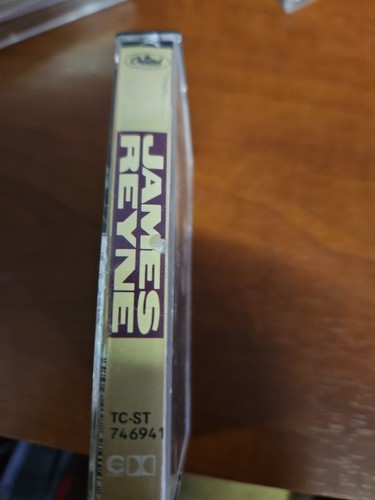 Capitol
JAMES
REYNE
TC-ST
746941